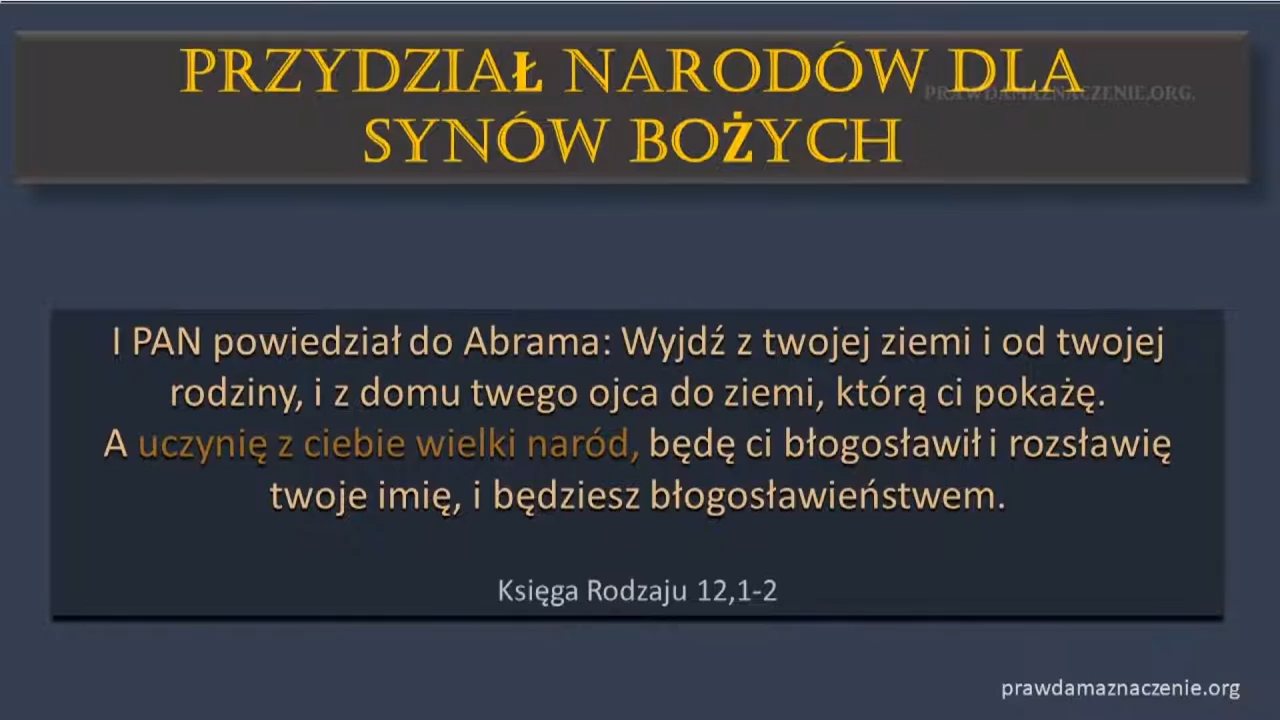 PRZYDZIAŁ NARODÓW DLA
PRAWDAMAZNACZENIE.ORG.
SYNÓW BOŻYCH
I PAN powiedział do Abrama: Wyjdź z twojej ziemi i od twojej
rodziny, i z domu twego ojca do ziemi, którą ci pokażę.
A uczynię z ciebie wielki naród, będę ci błogosławił i rozsławię
twoje imię, i będziesz błogosławieństwem.
Księga Rodzaju 12,1-2
prawdamaznaczenie.org